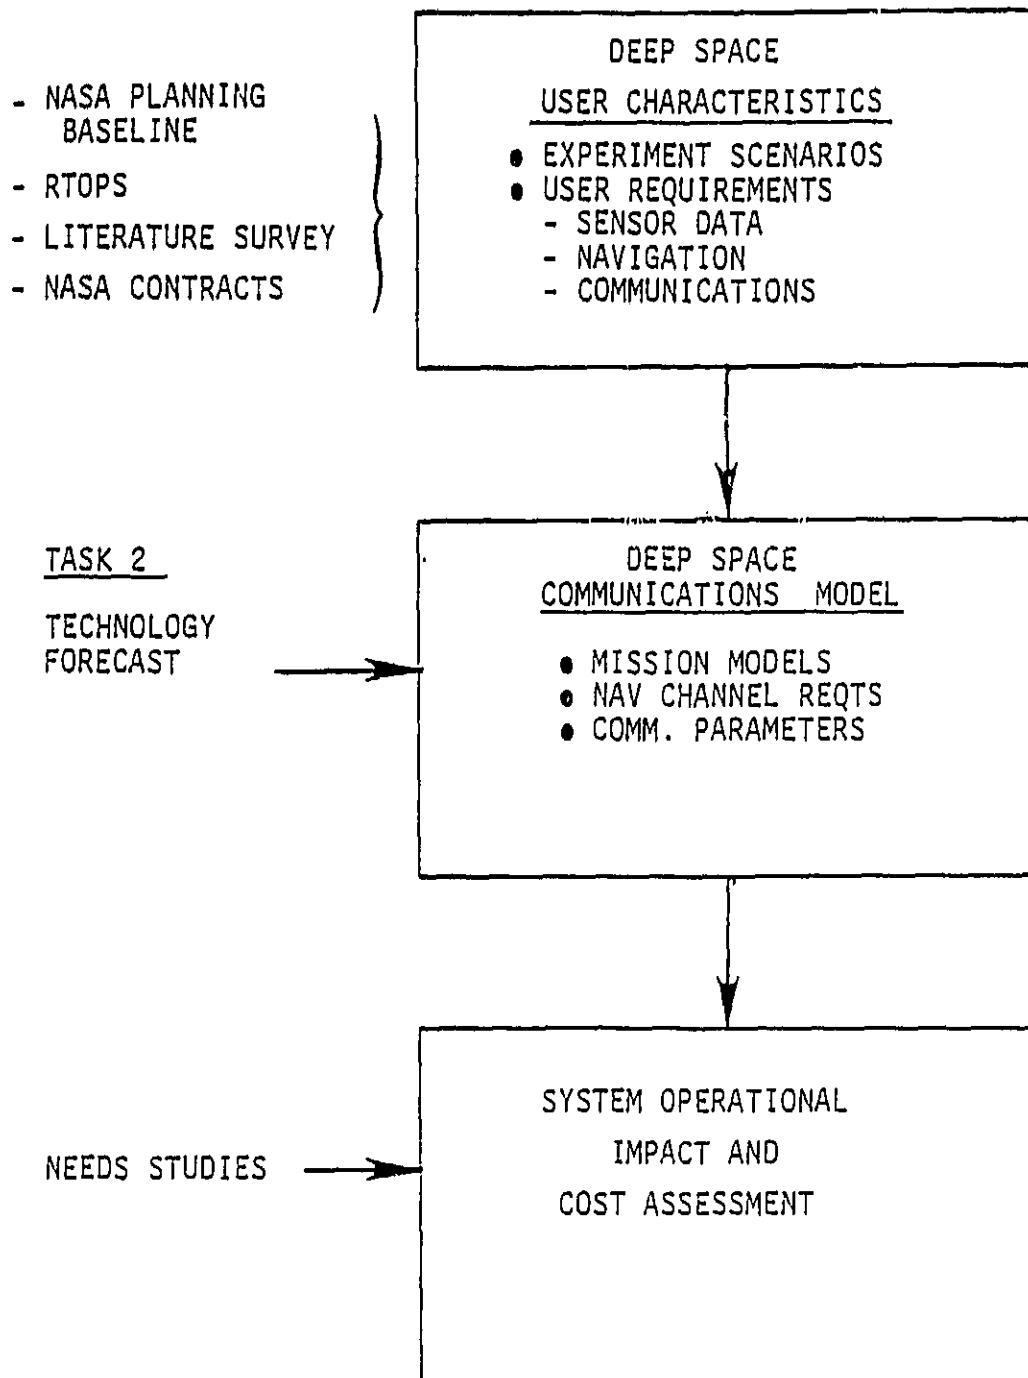 - NASA PLANNING
BASELINE
- RTOPS
- LITERATURE SURVEY
- NASA CONTRACTS
DEEP SPACE
USER CHARACTERISTICS
● EXPERIMENT SCENARIOS
● USER REQUIREMENTS
- SENSOR DATA
- NAVIGATION
- COMMUNICATIONS
TASK 2
TECHNOLOGY
FORECAST
DEEP SPACE
COMMUNICATIONS MODEL
● MISSION MODELS
● NAV CHANNEL REQTS
● COMM. PARAMETERS
NEEDS STUDIES
SYSTEM OPERATIONAL
IMPACT AND
COST ASSESSMENT